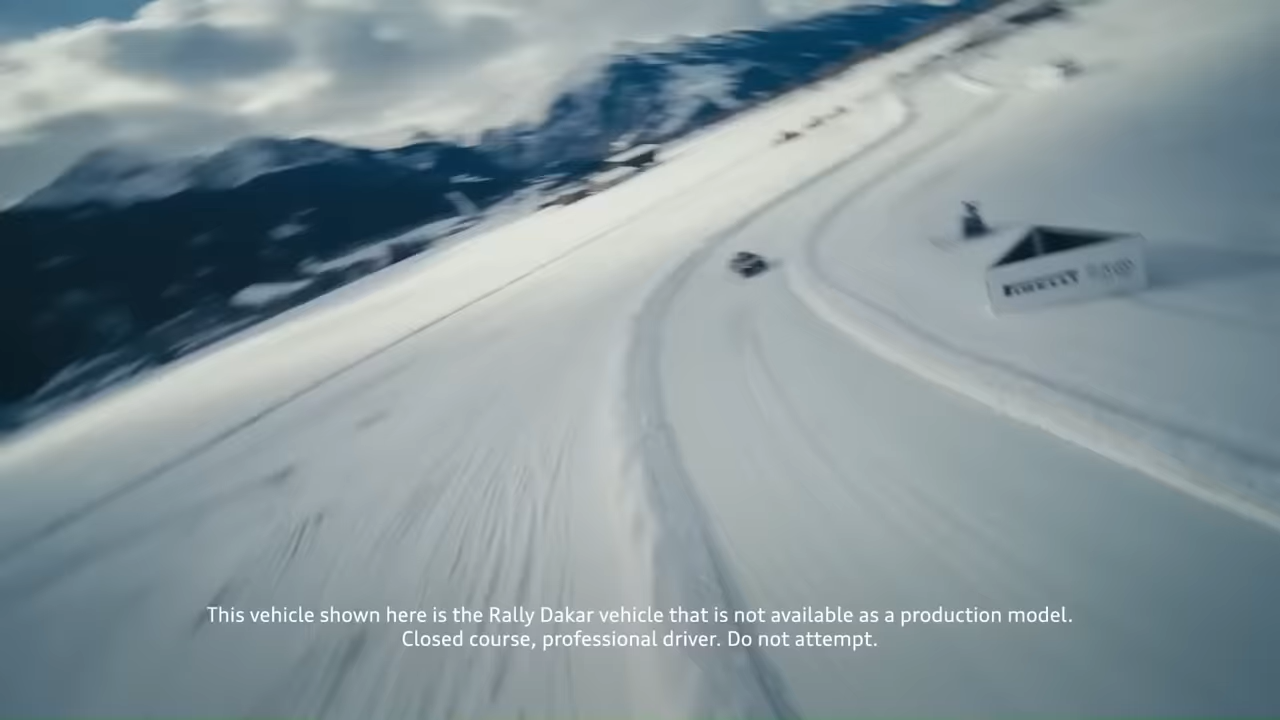 PIRELLI
This vehicle shown here is the Rally Dakar vehicle that is not available as a production model.
Closed course, professional driver. Do not attempt.